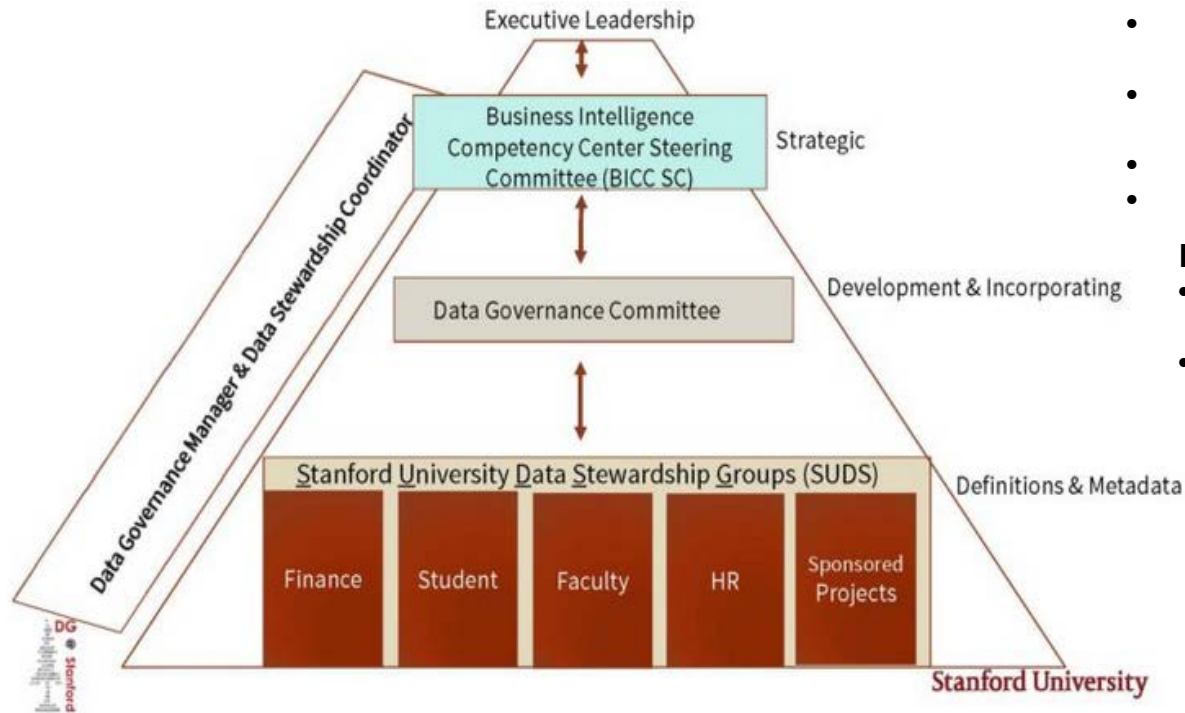 Executive Leadership
Business Intelligence
Competency Center Steering
Committee (BICC SC)
Strategic
Data Governance Manager & Data Stewardship Coordinator
Data Governance Committee
Development & Incorporating
Stanford University Data Stewardship Groups (SUDS)
Definitions & Metadata
Finance
Student
Faculty
HR
Sponsored
Projects
DG @ Stanford
Stanford University